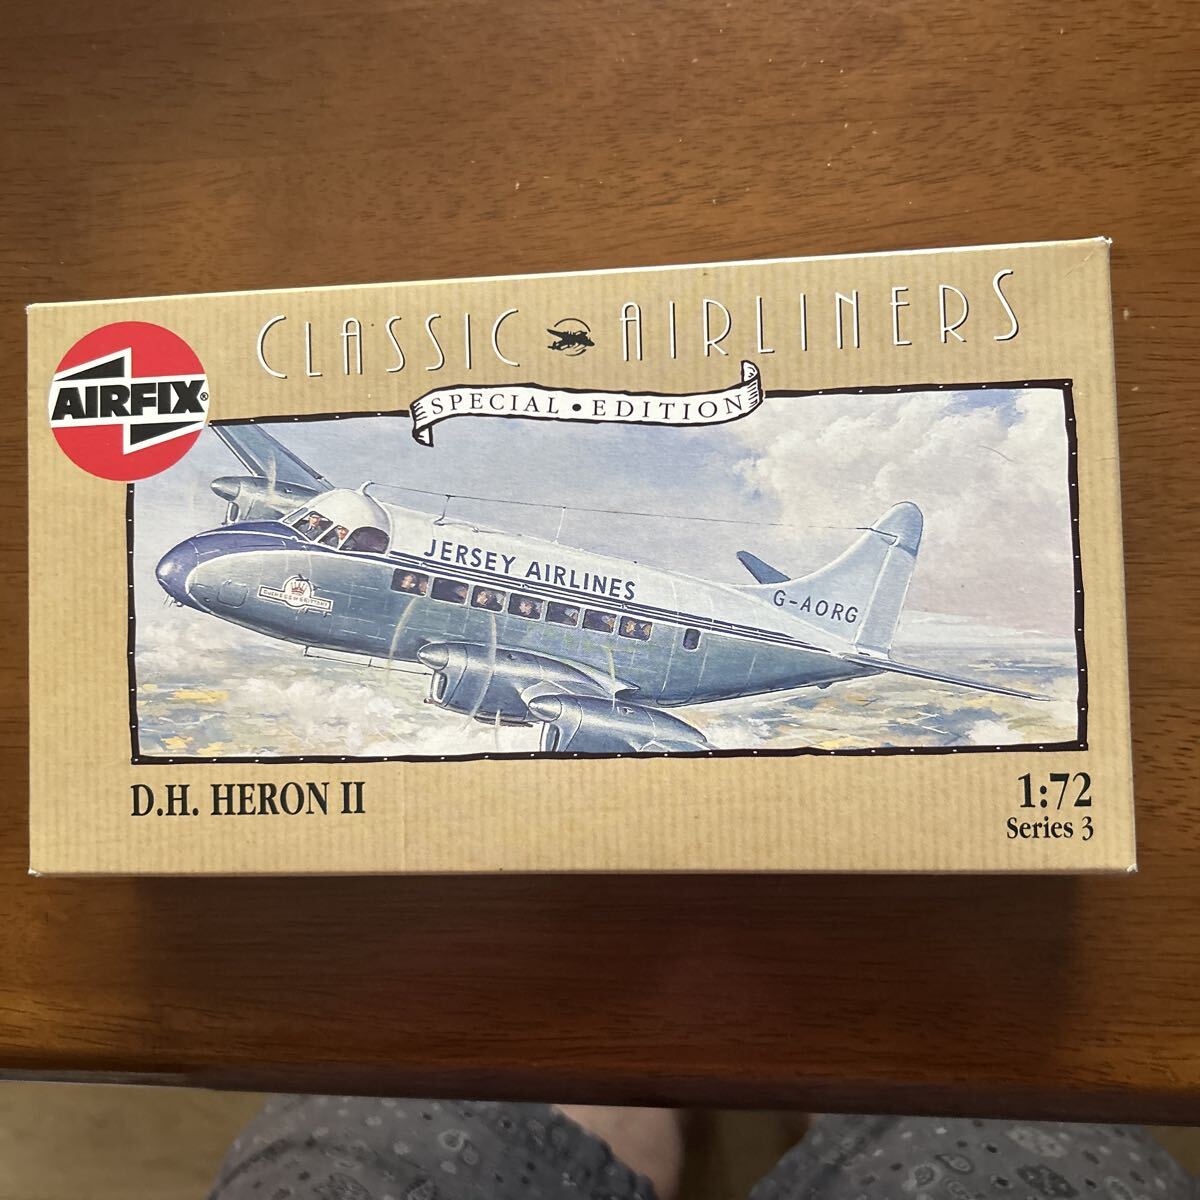 CLASSIC AIRLINERS
AIRFIX®
SPECIAL • EDITION
JERSEY AIRLINES
G-AORG
D.H. HERON II
1:72
Series 3